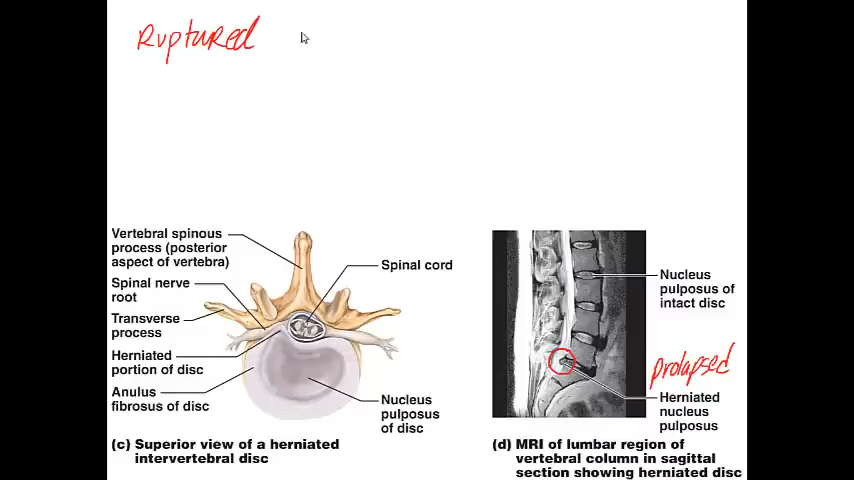 Ruptured
Vertebral spinous
process (posterior
aspect of vertebra)
Spinal nerve
root
Transverse
process
Herniated
portion of disc
Anulus
fibrosus of disc
Spinal cord
Nucleus
pulposus
of disc
(c) Superior view of a herniated
intervertebral disc
Nucleus
pulposus of
intact disc
prolapsed
Herniated
nucleus
pulposus
(d) MRI of lumbar region of
vertebral column in sagittal
section showing herniated disc